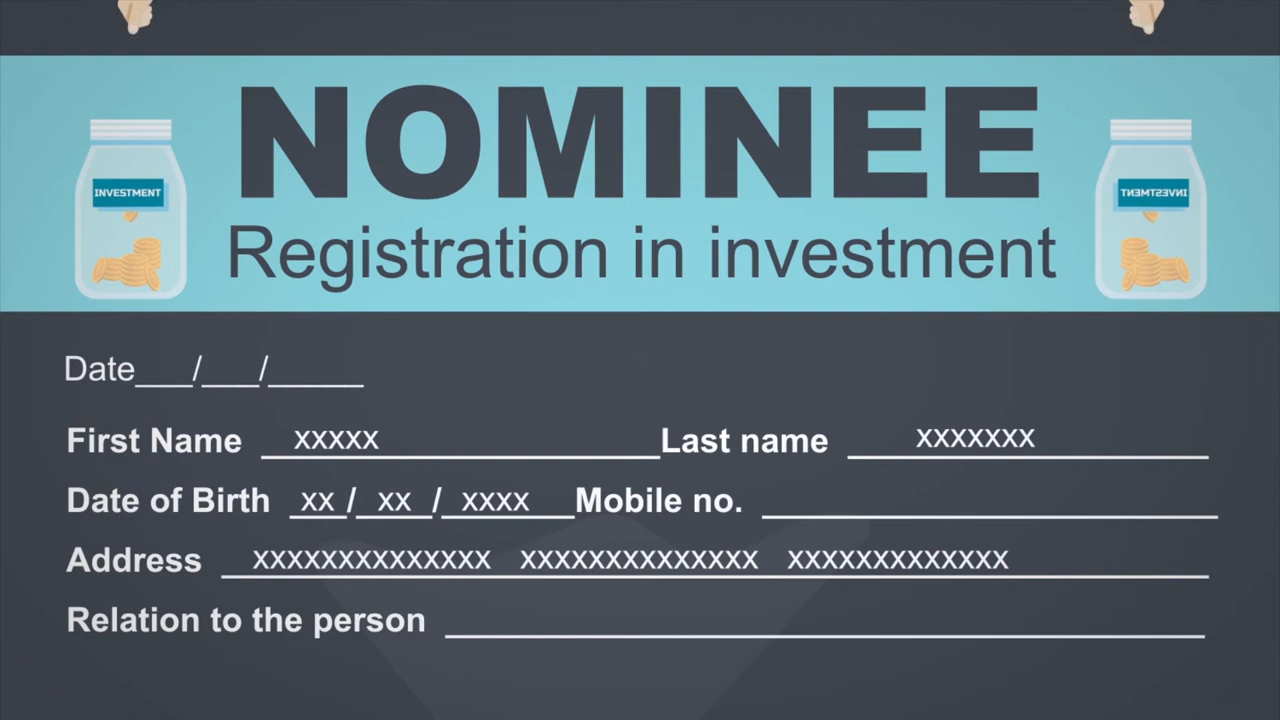 NOMINEE
INVESTMENT
INVESTMENT
Registration in investment
Date___/___/_____
First Name xxxxx Last name xxxxxxx
Date of Birth xx / xx / xxxx Mobile no.
Address xxxxxxxxxxxxxx xxxxxxxxxxxxxx xxxxxxxxxxxxx
Relation to the person